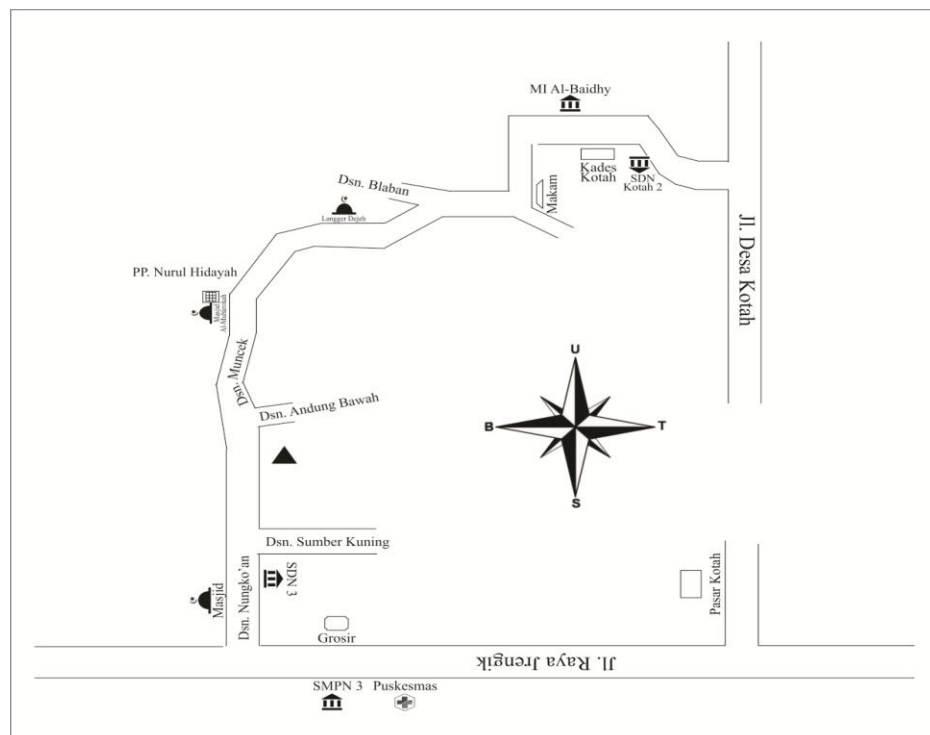 MI Al-Baidhy
Kades
Kotah
SDN
Kotah 2
Makam
Dsn. Blaban
Langger Dejeh
Jl. Desa Kotah
PP. Nurul Hidayah
Masjid
Dsn. Muncek
Dsn. Andung Bawah
U
B
T
S
Dsn. Sumber Kuning
Dsn. Nungko'an
SDN 3
Masjid
Pasar Kotah
Grosir
Jl. Raya Jrengik
SMPN 3
Puskesmas